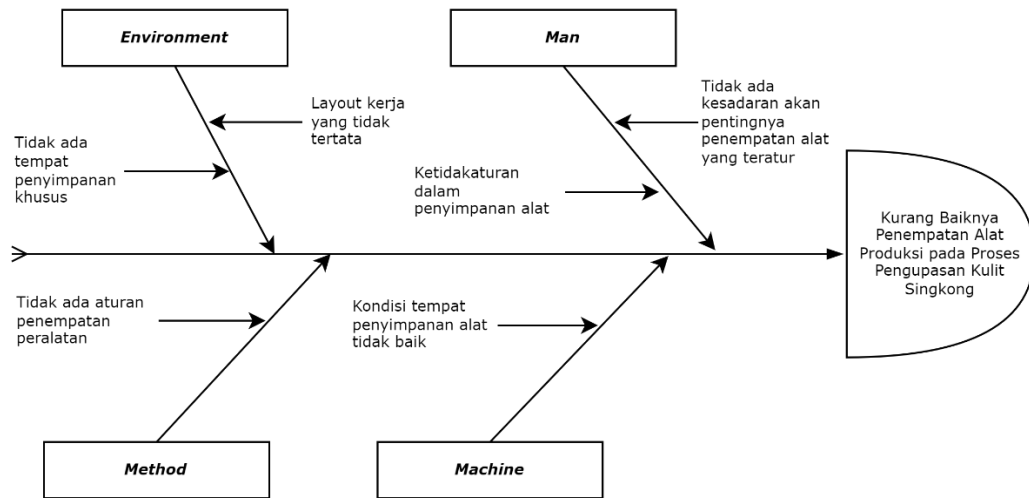 Environment
Man
Layout kerja
yang tidak
tertata
Tidak ada
kesadaran akan
pentingnya
penempatan alat
yang teratur
Tidak ada
tempat
penyimpanan
khusus
Ketidakaturan
dalam
penyimpanan alat
Kurang Baiknya
Penempatan Alat
Produksi pada Proses
Pengupasan Kulit
Singkong
Tidak ada aturan
penempatan
peralatan
Kondisi tempat
penyimpanan alat
tidak baik
Method
Machine